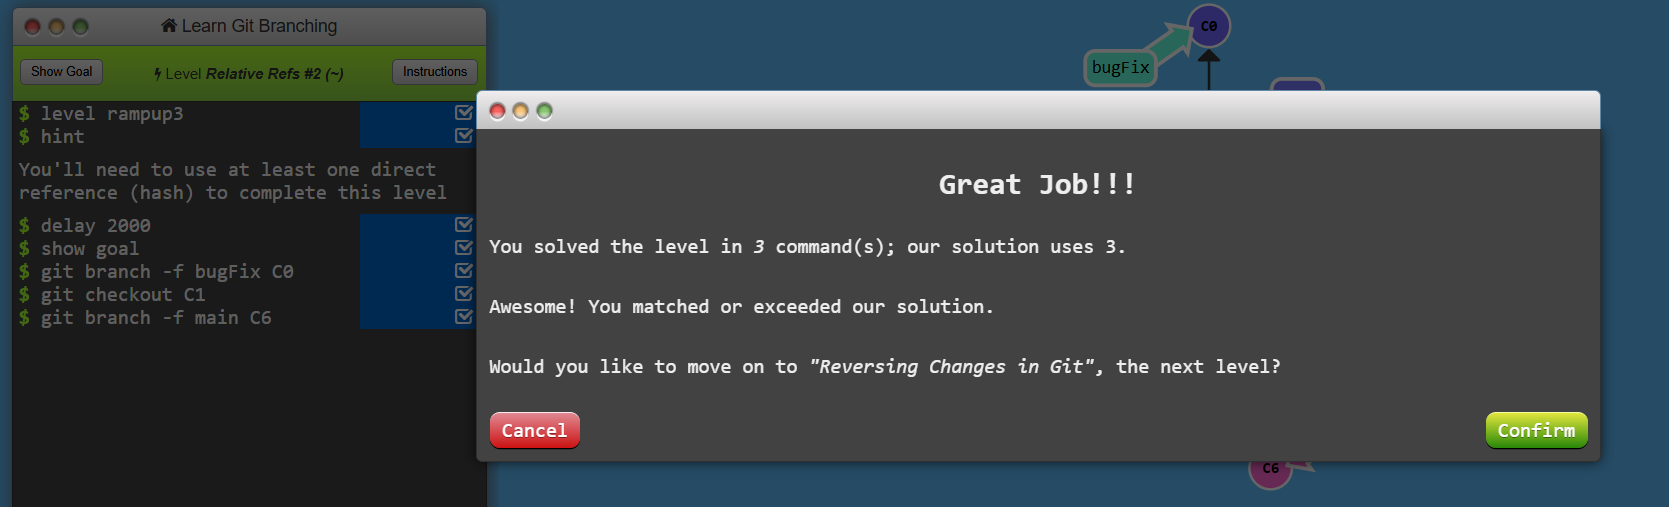 Learn Git Branching
Show Goal
Level Relative Refs #2 (~)
Instructions
$ level rampup3
$ hint
You'll need to use at least one direct
reference (hash) to complete this level
$ delay 2000
$ show goal
$ git branch -f bugFix C0
$ git checkout C1
$ git branch -f main C6
C0
bugFix
Great Job!!!
You solved the level in 3 command(s); our solution uses 3.
Awesome! You matched or exceeded our solution.
Would you like to move on to "Reversing Changes in Git", the next level?
Cancel
Confirm
C6